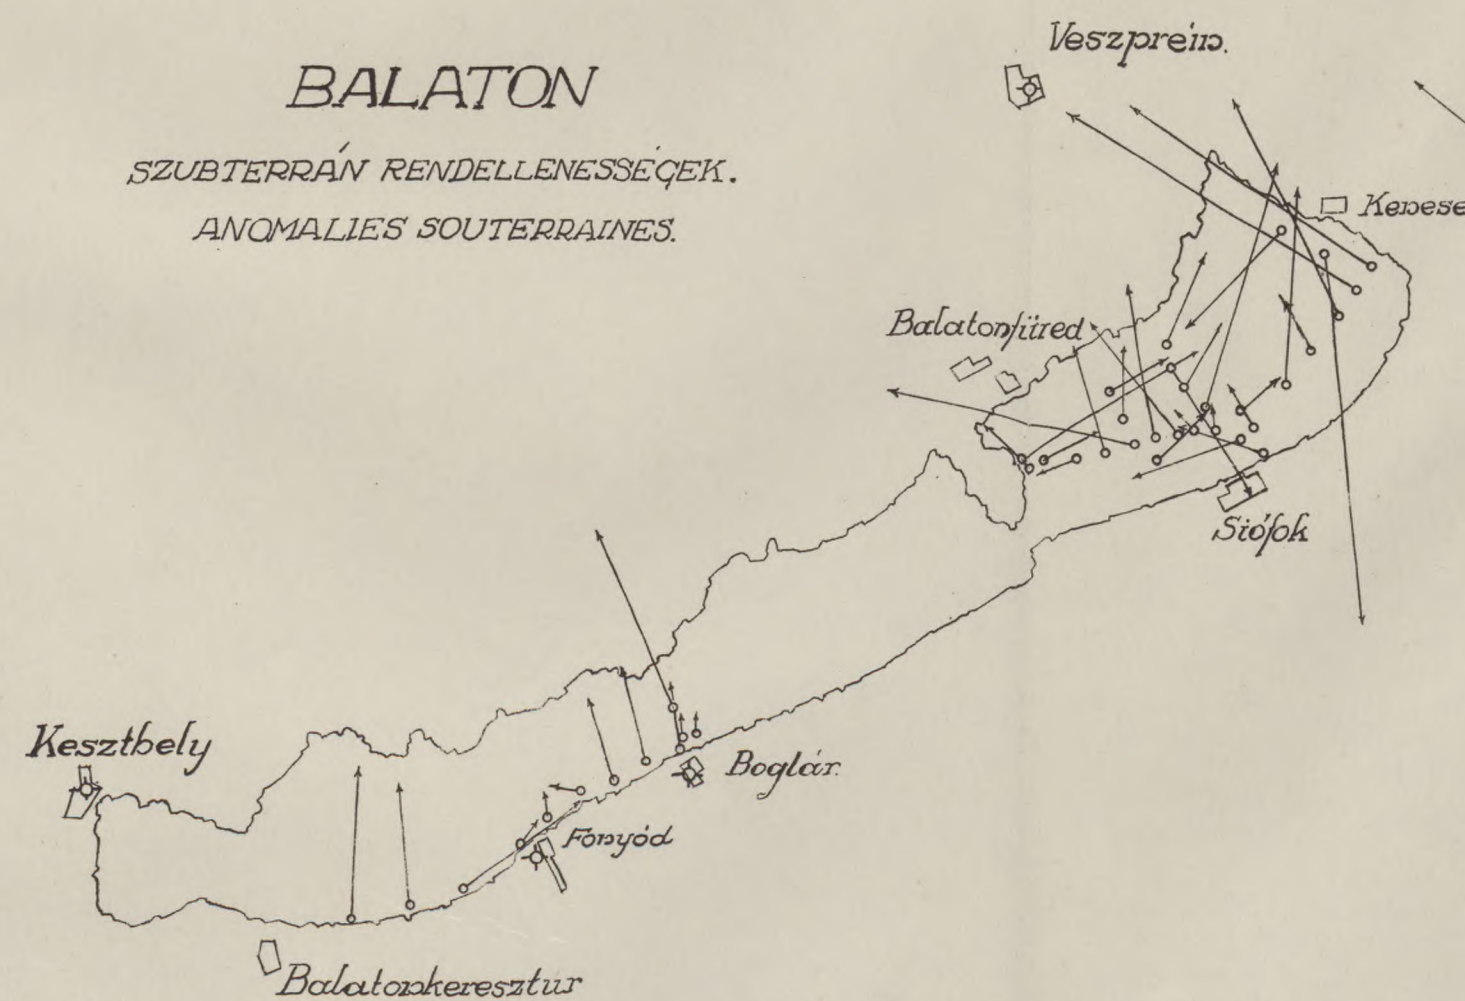 BALATON
SZUBTERRÁN RENDELLENESSÉGEK.
ANOMALIES SOUTERRAINES.
Veszprém.
Kenese
Balatonfüred
Siófok
Keszthely
Boglár.
Fonyód
Balatonkeresztur